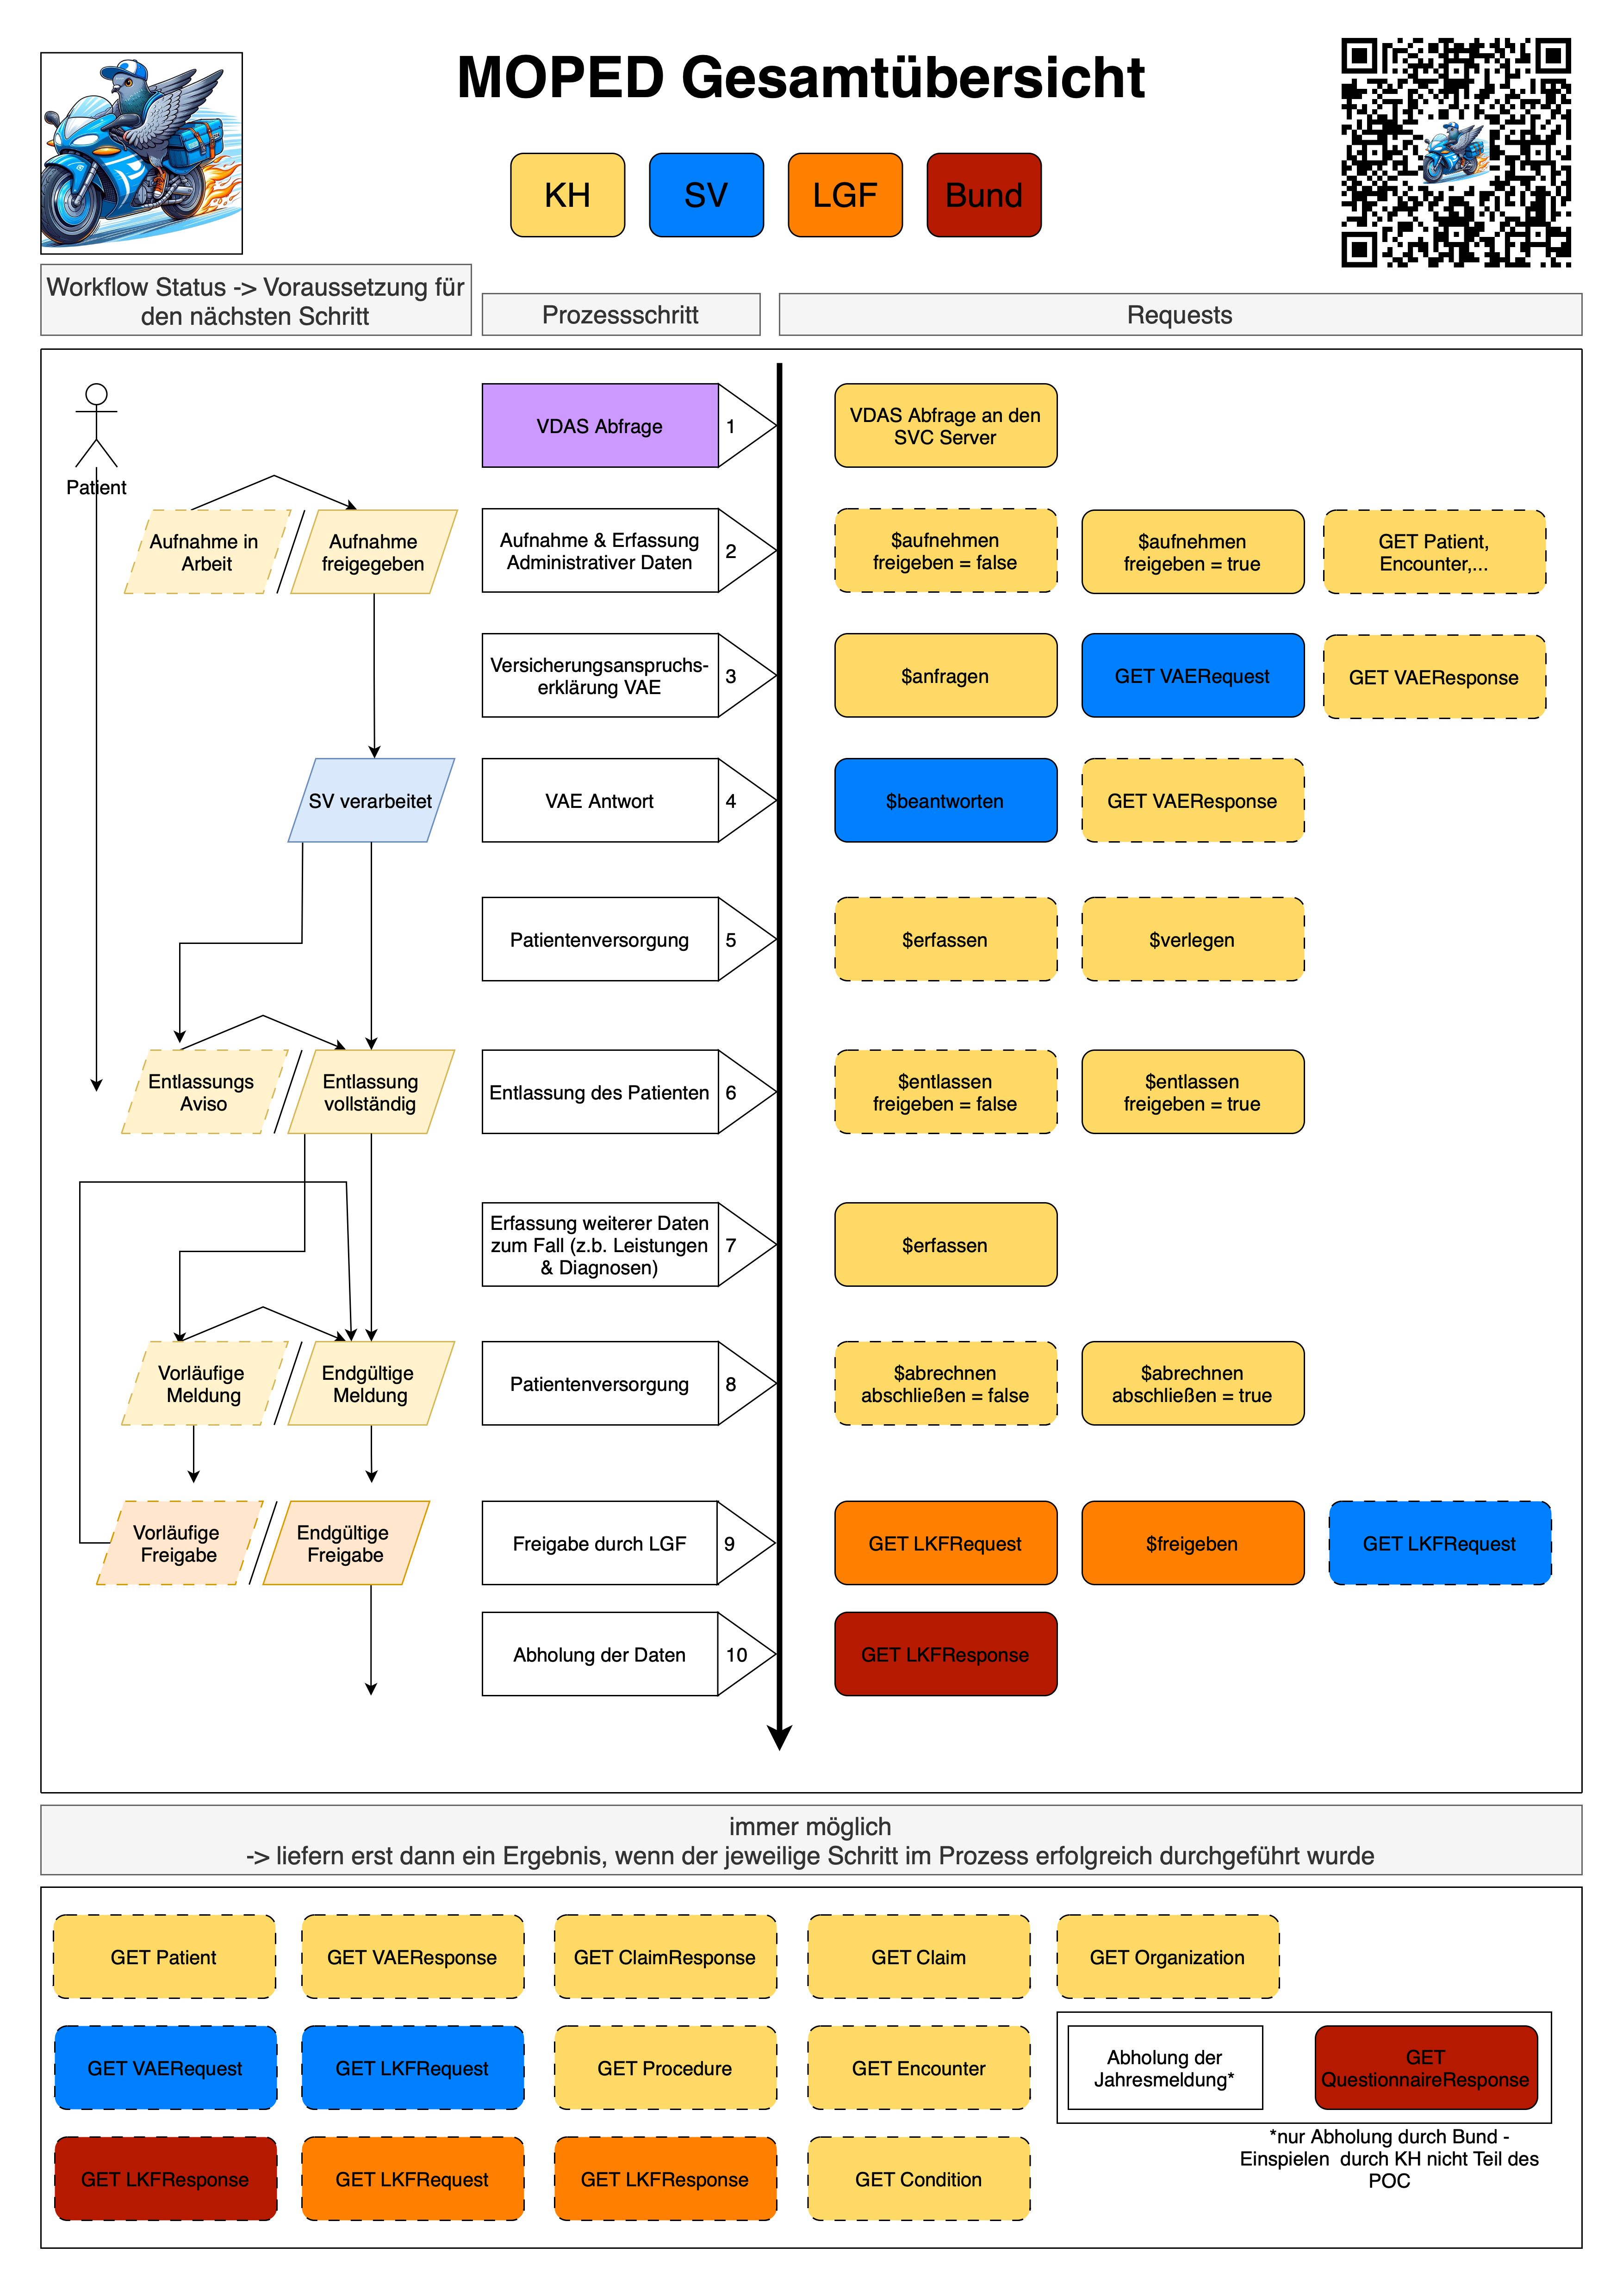 MOPED Gesamtübersicht
KH
SV
LGF
Bund
Workflow Status -> Voraussetzung für
den nächsten Schritt
Prozessschritt
Requests
Patient
VDAS Abfrage
1
VDAS Abfrage an den
SVC Server
Aufnahme in
Arbeit
Aufnahme
freigegeben
Aufnahme & Erfassung
Administrativer Daten
2
$aufnehmen
freigeben = false
$aufnehmen
freigeben = true
GET Patient,
Encounter,...
Versicherungsanspruchs-
erklärung VAE
3
$anfragen
GET VAERequest
GET VAEResponse
SV verarbeitet
VAE Antwort
4
$beantworten
GET VAEResponse
Patientenversorgung
5
$erfassen
$verlegen
Entlassungs
Aviso
Entlassung
vollständig
Entlassung des Patienten
6
$entlassen
freigeben = false
$entlassen
freigeben = true
Erfassung weiterer Daten
zum Fall (z.b. Leistungen
& Diagnosen)
7
$erfassen
Vorläufige
Meldung
Endgültige
Meldung
Patientenversorgung
8
$abrechnen
abschließen = false
$abrechnen
abschließen = true
Vorläufige
Freigabe
Endgültige
Freigabe
Freigabe durch LGF
9
GET LKFRequest
$freigeben
GET LKFRequest
Abholung der Daten
10
GET LKFResponse
immer möglich
-> liefern erst dann ein Ergebnis, wenn der jeweilige Schritt im Prozess erfolgreich durchgeführt wurde
GET Patient
GET VAEResponse
GET ClaimResponse
GET Claim
GET Organization
GET VAERequest
GET LKFRequest
GET Procedure
GET Encounter
Abholung der
Jahresmeldung*
GET
QuestionnaireResponse
GET LKFResponse
GET LKFRequest
GET LKFResponse
GET Condition
*nur Abholung durch Bund -
Einspielen durch KH nicht Teil des
POC